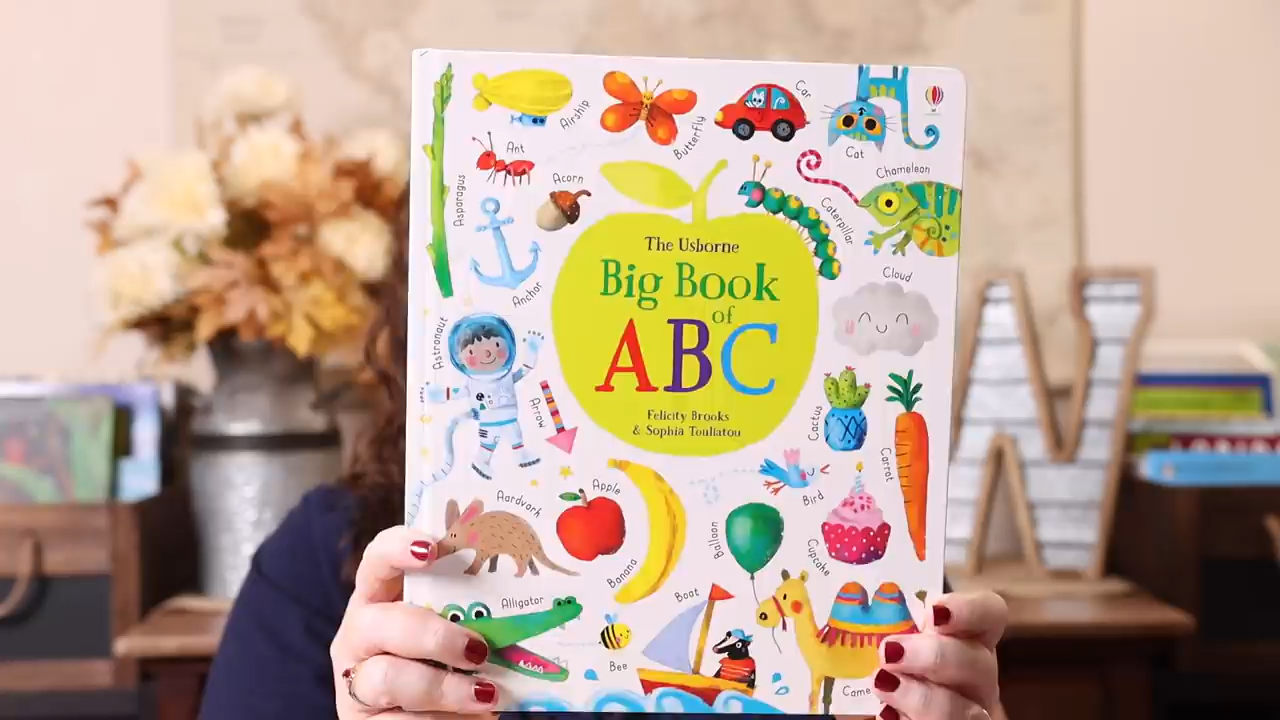 Airship
Butterfly
Car
Cat
Ant
Acorn
Asparagus
Anchor
Chameleon
Caterpillar
Cloud
The Usborne
Big Book
of
ABC
Felicity Brooks
& Sophia Touliatou
Astronaut
Arrow
Cactus
Carrot
Aardvark
Apple
Banana
Balloon
Bird
Cupcake
Alligator
Bee
Boat
Came
W